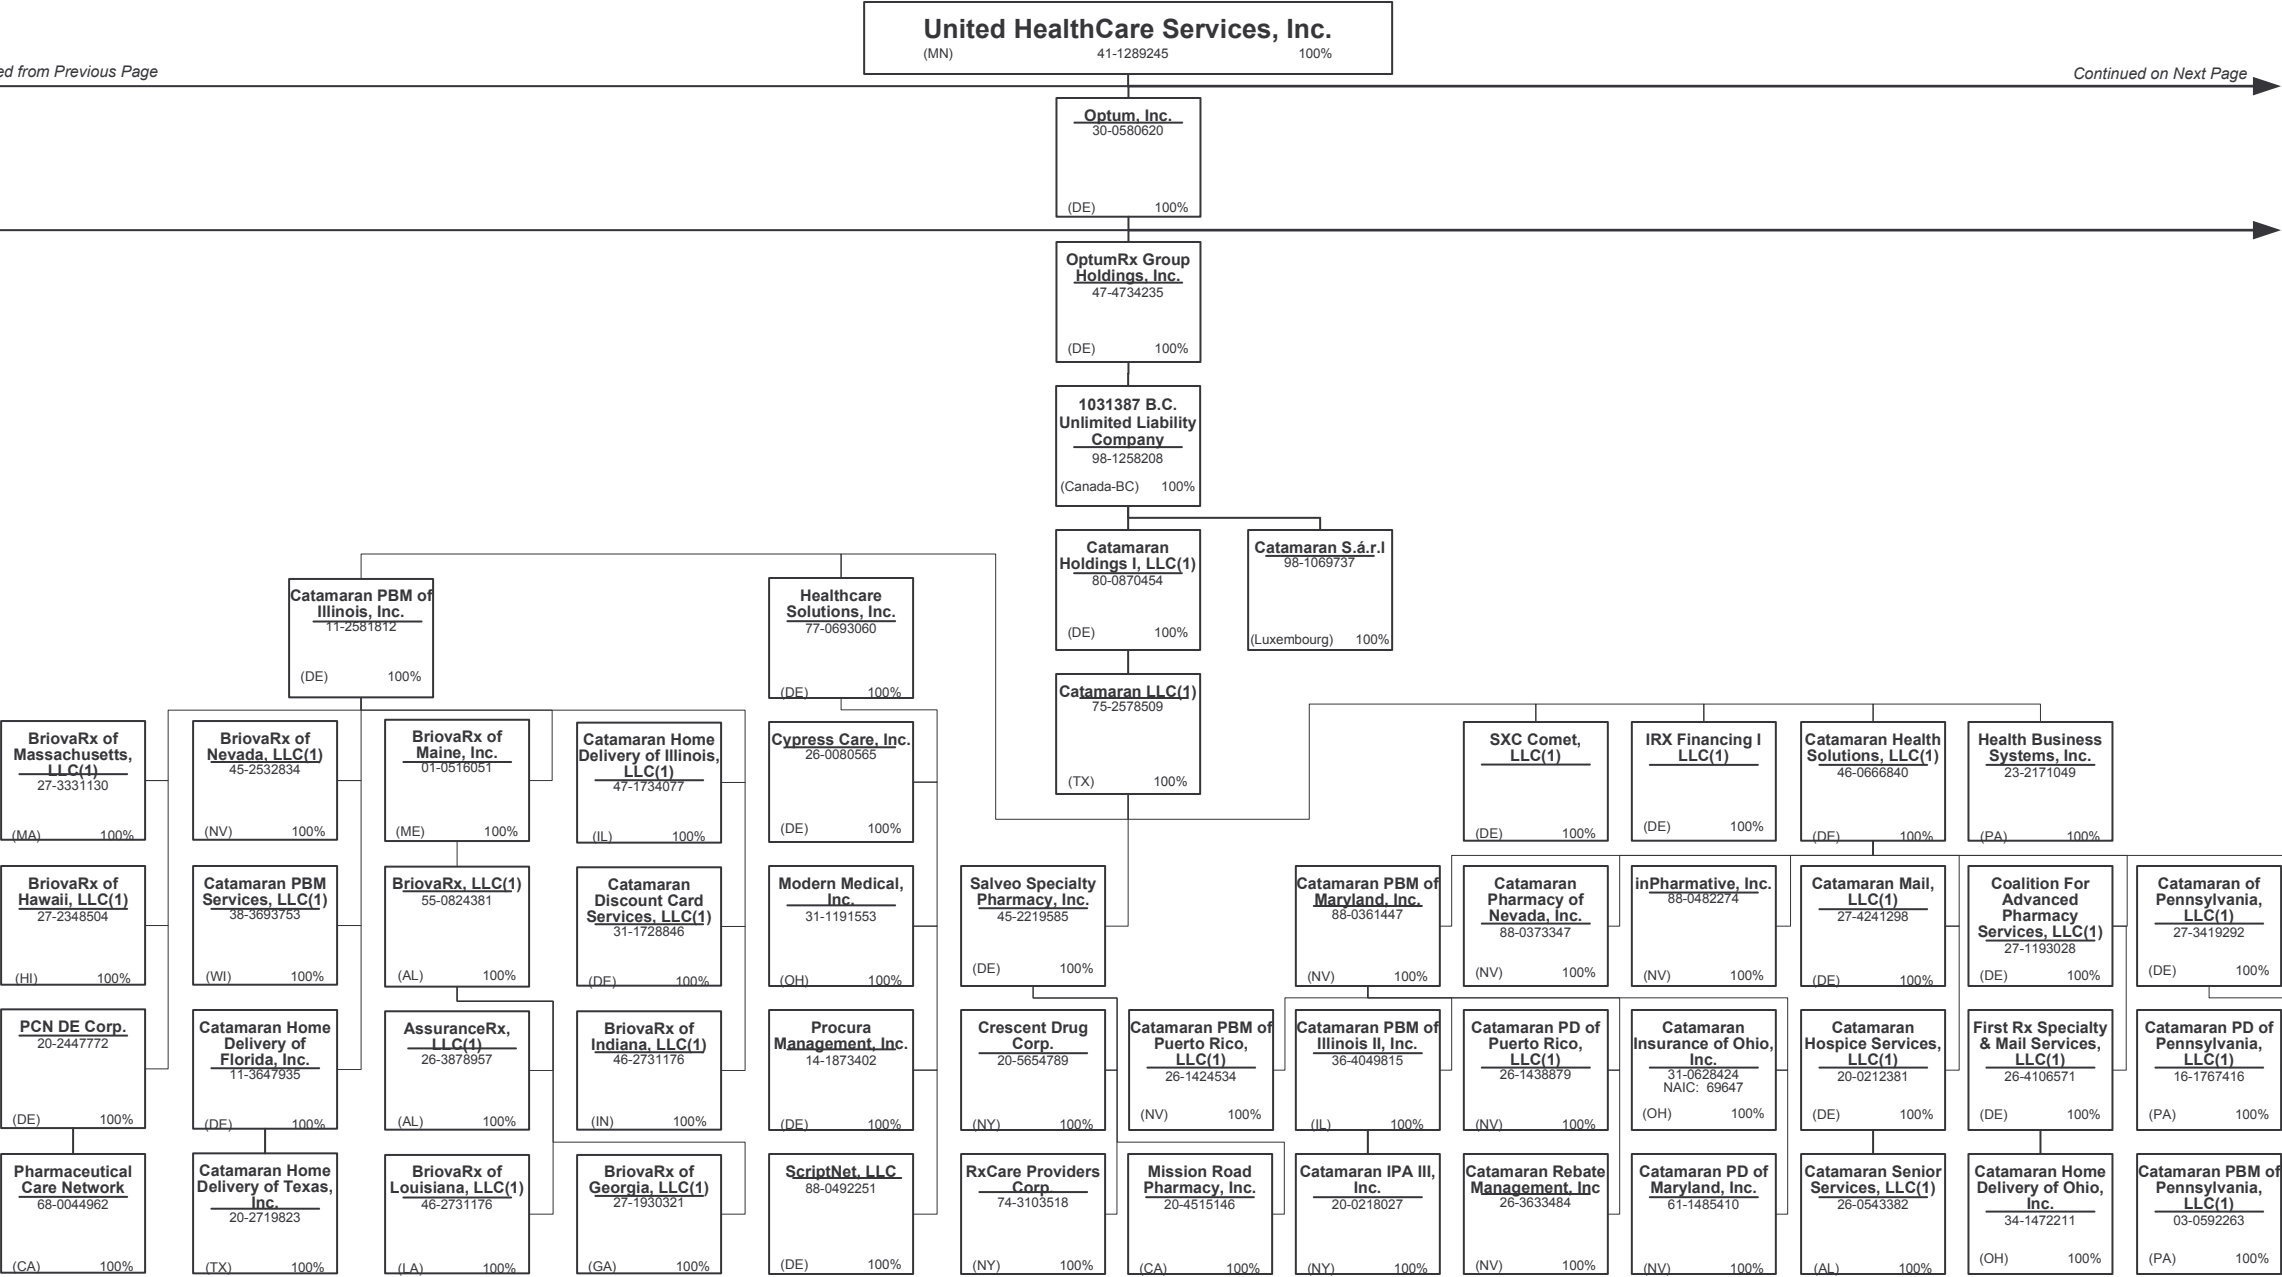 United HealthCare Services, Inc.
(MN) 41-1289245 100%
ed from Previous Page
Continued on Next Page
Optum, Inc.
30-0580620
(DE) 100%
OptumRx Group
Holdings, Inc.
47-4734235
(DE) 100%
1031387 B.C.
Unlimited Liability
Company
98-1258208
(Canada-BC) 100%
Catamaran
Holdings I, LLC(1)
80-0870454
(DE) 100%
Catamaran S.á.r.l
98-1069737
(Luxembourg) 100%
Catamaran PBM of
Illinois, Inc.
11-2581812
(DE) 100%
Healthcare
Solutions, Inc.
77-0693060
(DE) 100%
Catamaran LLC(1)
75-2578509
(TX) 100%
BriovaRx of
Massachusetts,
LLC(1)
27-3331130
(MA) 100%
BriovaRx of
Nevada, LLC(1)
45-2532834
(NV) 100%
BriovaRx of
Maine, Inc.
01-0516051
(ME) 100%
Catamaran Home
Delivery of Illinois,
LLC(1)
47-1734077
(IL) 100%
Cypress Care, Inc.
26-0080565
(DE) 100%
SXC Comet,
LLC(1)
(DE) 100%
IRX Financing I
LLC(1)
(DE) 100%
Catamaran Health
Solutions, LLC(1)
46-0666840
(DE) 100%
Health Business
Systems, Inc.
23-2171049
(PA) 100%
BriovaRx of
Hawaii, LLC(1)
27-2348504
(HI) 100%
Catamaran PBM
Services, LLC(1)
38-3693753
(WI) 100%
BriovaRx, LLC(1)
55-0824381
(AL) 100%
Catamaran
Discount Card
Services, LLC(1)
31-1728846
(DE) 100%
Modern Medical,
Inc.
31-1191553
(OH) 100%
Salveo Specialty
Pharmacy, Inc.
45-2219585
(DE) 100%
Catamaran PBM of
Maryland, Inc.
88-0361447
(NV) 100%
Catamaran
Pharmacy of
Nevada, Inc.
88-0373347
(NV) 100%
inPharmative, Inc.
88-0482274
(NV) 100%
Catamaran Mail,
LLC(1)
27-4241298
(DE) 100%
Coalition For
Advanced
Pharmacy
Services, LLC(1)
27-1193028
(DE) 100%
Catamaran of
Pennsylvania,
LLC(1)
27-3419292
(DE) 100%
PCN DE Corp.
20-2447772
(DE) 100%
Catamaran Home
Delivery of
Florida, Inc.
11-3647935
(DE) 100%
AssuranceRx,
LLC(1)
26-3878957
(AL) 100%
BriovaRx of
Indiana, LLC(1)
46-2731176
(IN) 100%
Procura
Management, Inc.
14-1873402
(DE) 100%
Crescent Drug
Corp.
20-5654789
(NY) 100%
Catamaran PBM of
Puerto Rico,
LLC(1)
26-1424534
(NV) 100%
Catamaran PBM of
Illinois II, Inc.
36-4049815
(IL) 100%
Catamaran PD of
Puerto Rico,
LLC(1)
26-1438879
(NV) 100%
Catamaran
Insurance of Ohio,
Inc.
31-0628424
NAIC: 69647
(OH) 100%
Catamaran
Hospice Services,
LLC(1)
20-0212381
(DE) 100%
First Rx Specialty
& Mail Services,
LLC(1)
26-4106571
(DE) 100%
Catamaran PD of
Pennsylvania,
LLC(1)
16-1767416
(PA) 100%
Pharmaceutical
Care Network
68-0044962
(CA) 100%
Catamaran Home
Delivery of Texas,
Inc.
20-2719823
(TX) 100%
BriovaRx of
Louisiana, LLC(1)
46-2731176
(LA) 100%
BriovaRx of
Georgia, LLC(1)
27-1930321
(GA) 100%
ScriptNet, LLC
88-0492251
(DE) 100%
RxCare Providers
Corp.
74-3103518
(NY) 100%
Mission Road
Pharmacy, Inc.
20-4515146
(CA) 100%
Catamaran IPA III,
Inc.
20-0218027
(NY) 100%
Catamaran Rebate
Management, Inc
26-3633484
(NV) 100%
Catamaran PD of
Maryland, Inc.
61-1485410
(NV) 100%
Catamaran Senior
Services, LLC(1)
26-0543382
(AL) 100%
Catamaran Home
Delivery of Ohio,
Inc.
34-1472211
(OH) 100%
Catamaran PBM of
Pennsylvania,
LLC(1)
03-0592263
(PA) 100%